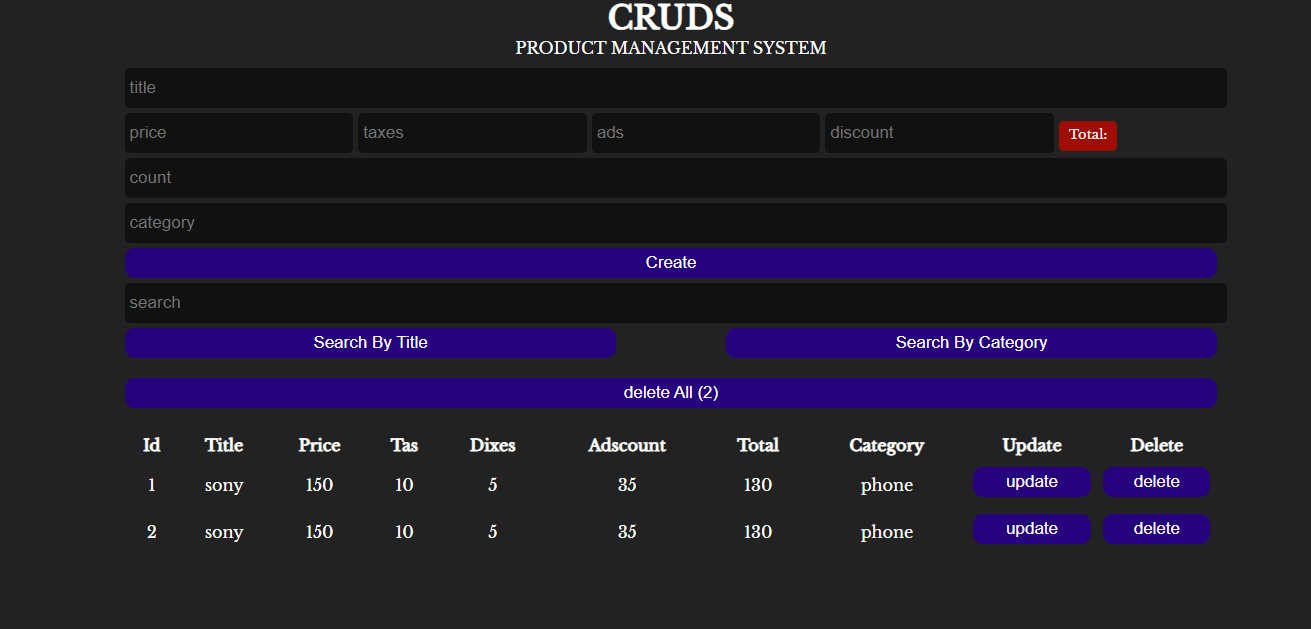 CRUDS
PRODUCT MANAGEMENT SYSTEM
title
price taxes ads discount Total:
count
category
Create
search
Search By Title Search By Category
delete All (2)
Id Title Price Tas Dixes Adscount Total Category Update Delete
1 sony 150 10 5 35 130 phone update delete
2 sony 150 10 5 35 130 phone update delete